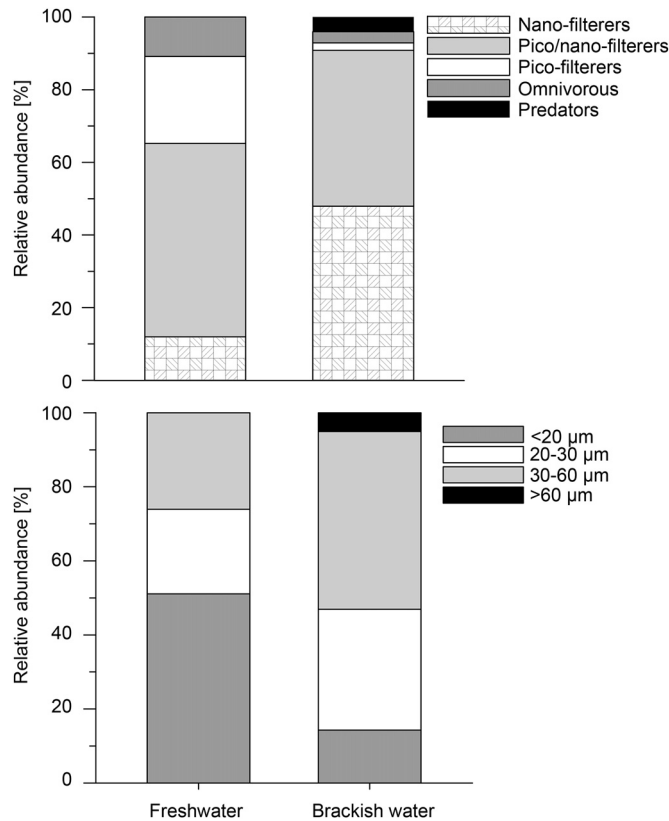 Relative abundance [%]
100
80
60
40
20
0
Nano-filterers
Pico/nano-filterers
Pico-filterers
Omnivorous
Predators
Relative abundance [%]
100
80
60
40
20
0
<20 µm
20-30 µm
30-60 µm
>60 µm
Freshwater
Brackish water